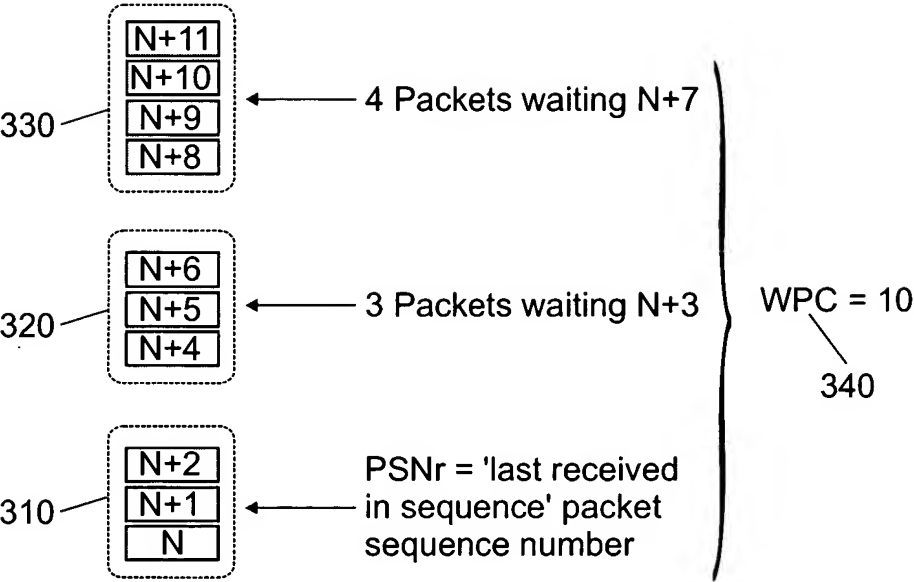 N+11
N+10
N+9
N+8
330
4 Packets waiting N+7
N+6
N+5
N+4
320
3 Packets waiting N+3
WPC = 10
340
N+2
N+1
N
310
PSNr = 'last received
in sequence' packet
sequence number